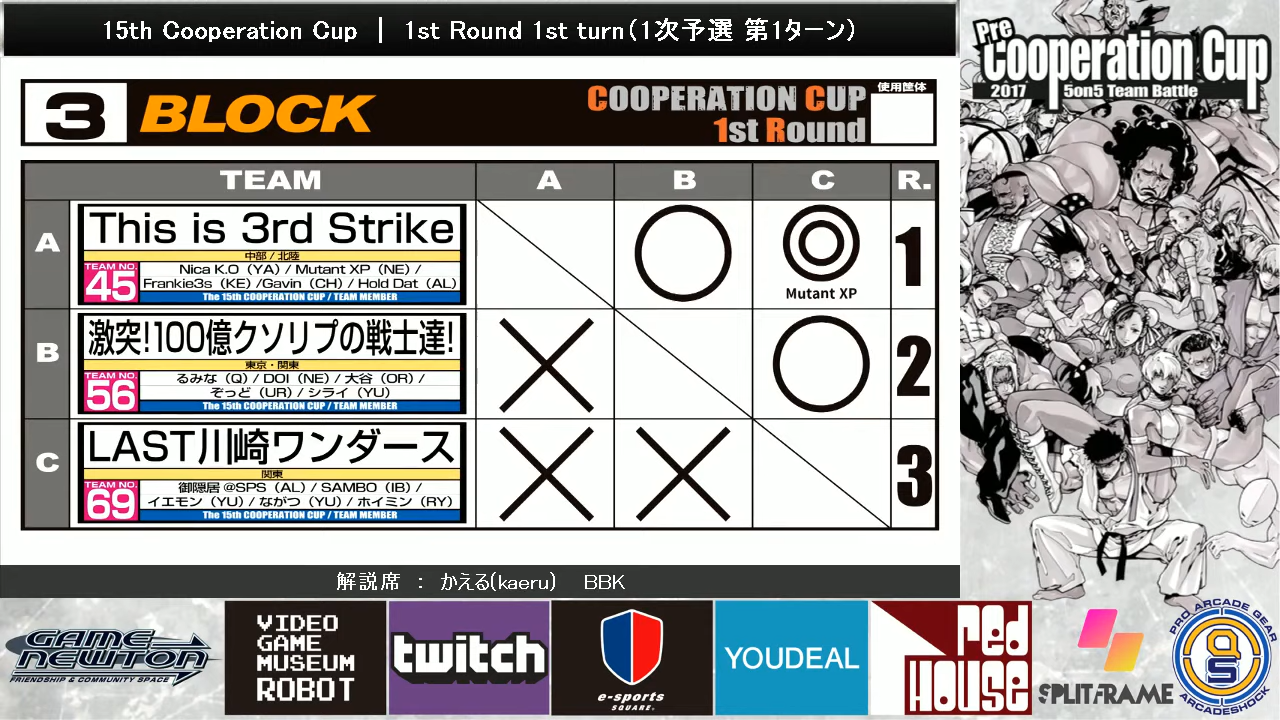 15th Cooperation Cup | 1st Round 1st turn(1次予選 第1ターン)
Pre
Cooperation Cup
2017 5on5 Team Battle
3 BLOCK
COOPERATION CUP
1st Round
使用筐体
TEAM A B C R.
A
This is 3rd Strike
中部 / 北陸
TEAM NO.
45
Nica K.O (YA) / Mutant XP (NE) /
Frankie3s (KE) /Gavin (CH) / Hold Dat (AL)
The 15th COOPERATION CUP / TEAM MEMBER
Mutant XP
1
B
激突!100億クソリプの戦士達!
東京・関東
TEAM NO.
56
るみな (Q) / DOI (NE) / 大谷 (OR) /
ぞっど (UR) / シライ (YU)
The 15th COOPERATION CUP / TEAM MEMBER
2
C
LAST川崎ワンダース
関東
TEAM NO.
69
御隠居 @SPS (AL) / SAMBO (IB) /
イエモン (YU) / ながつ (YU) / ホイミン (RY)
The 15th COOPERATION CUP / TEAM MEMBER
3
解説席 : かえる(kaeru) BBK
GAME
NEWTON
FRIENDSHIP & COMMUNITY SPACE
VIDEO
GAME
MUSEUM
ROBOT
twitch
e-sports
SQUARE.
YOUDEAL
red
House
SPLITFRAME
PRO ARCADE GEAR
AS
ARCADESHOCK